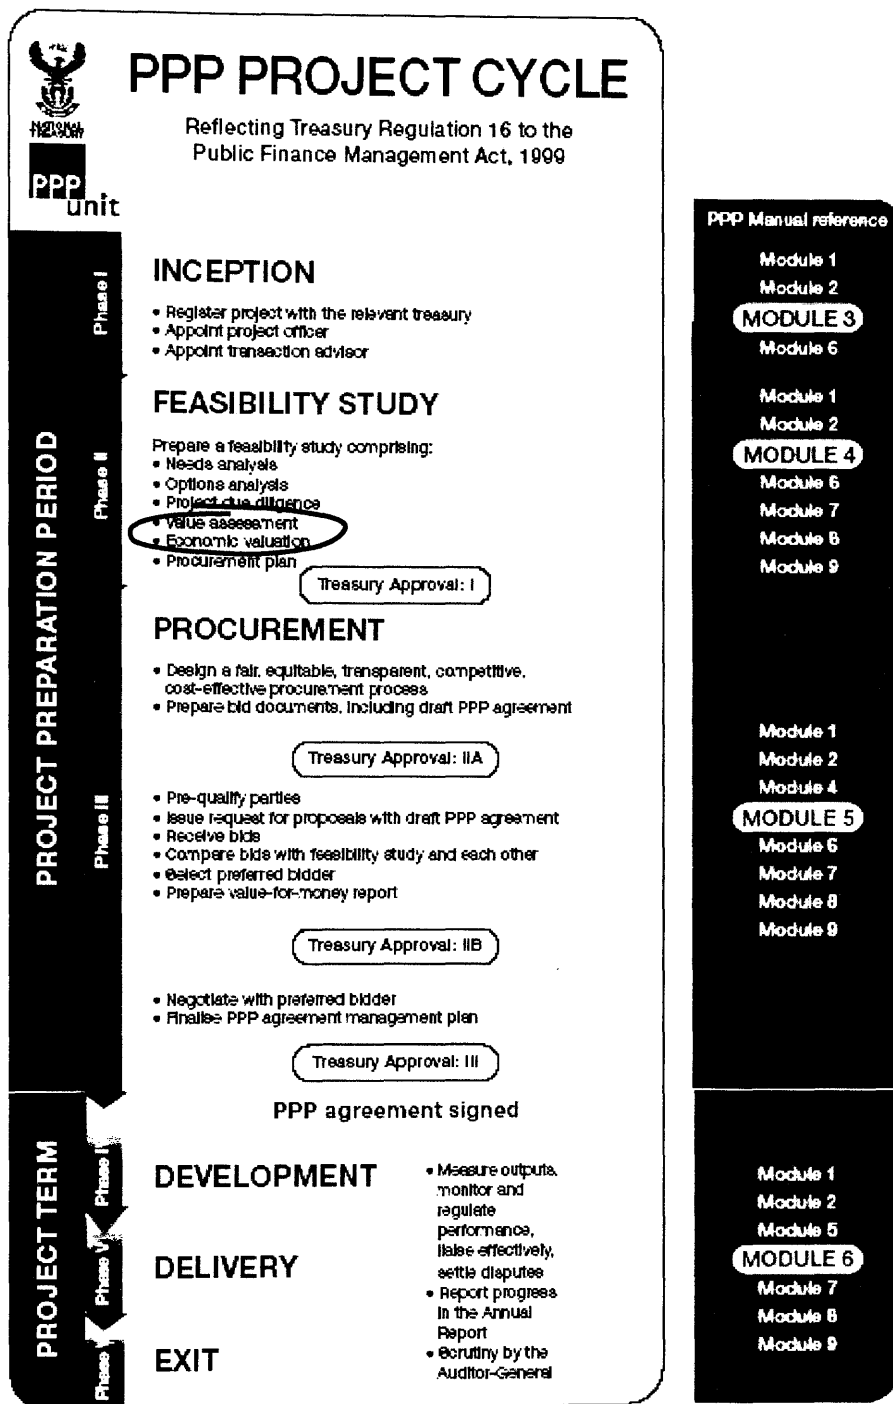 PPP PROJECT CYCLE
Reflecting Treasury Regulation 16 to the
Public Finance Management Act, 1999
NATIONAL
TREASURY
PPP
unit
PROJECT PREPARATION PERIOD
Phase I
INCEPTION
• Register project with the relevant treasury
• Appoint project officer
• Appoint transaction advisor
Phase II
FEASIBILITY STUDY
Prepare a feasibility study comprising:
• Needs analysis
• Options analysis
• Project due diligence
• Value assessment
• Economic valuation
• Procurement plan
Treasury Approval: I
Phase III
PROCUREMENT
• Design a fair, equitable, transparent, competitive,
cost-effective procurement process
• Prepare bid documents, including draft PPP agreement
Treasury Approval: IIA
• Pre-qualify parties
• Issue request for proposals with draft PPP agreement
• Receive bids
• Compare bids with feasibility study and each other
• Select preferred bidder
• Prepare value-for-money report
Treasury Approval: IIB
• Negotiate with preferred bidder
• Finalise PPP agreement management plan
Treasury Approval: III
PPP agreement signed
PROJECT TERM
Phase
DEVELOPMENT
Phase V
DELIVERY
Phase
EXIT
• Measure outputs,
monitor and
regulate
performance,
liaise effectively,
settle disputes
• Report progress
in the Annual
Report
• Scrutiny by the
Auditor-General
PPP Manual reference
Module 1
Module 2
MODULE 3
Module 6
Module 1
Module 2
MODULE 4
Module 6
Module 7
Module 8
Module 9
Module 1
Module 2
Module 4
MODULE 5
Module 6
Module 7
Module 8
Module 9
Module 1
Module 2
Module 5
MODULE 6
Module 7
Module 8
Module 9